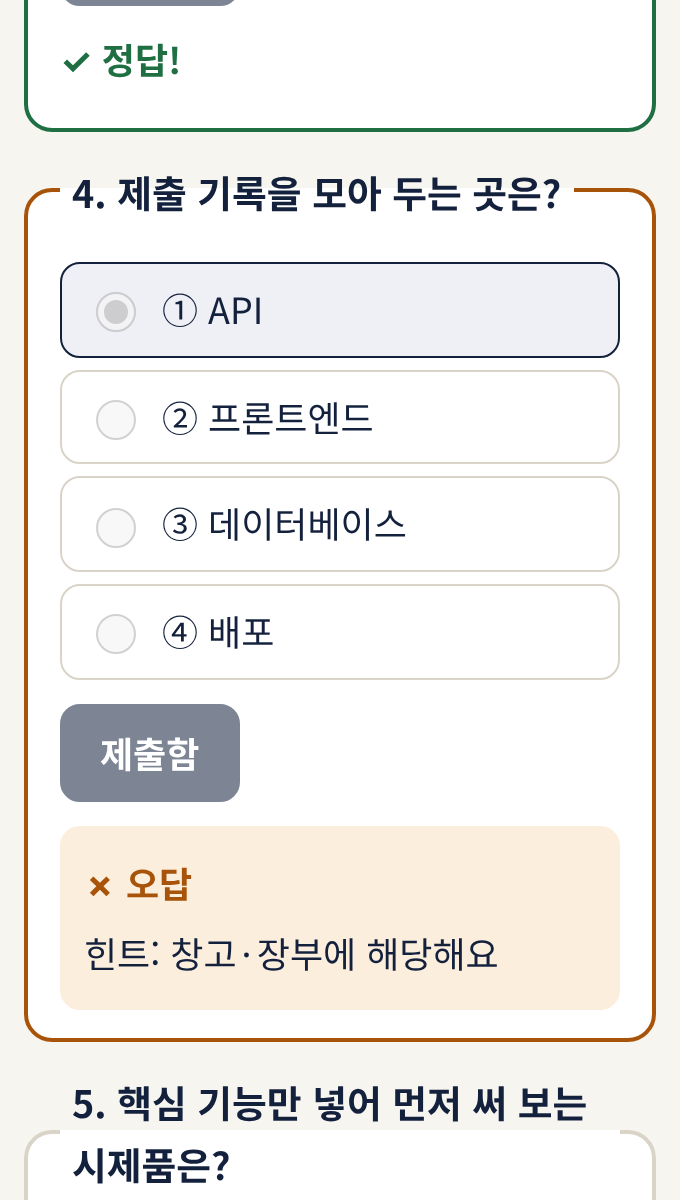 ✓ 정답!
4. 제출 기록을 모아 두는 곳은?
① API
② 프론트엔드
③ 데이터베이스
④ 배포
제출함
× 오답
힌트: 창고·장부에 해당해요
5. 핵심 기능만 넣어 먼저 써 보는
시제품은?